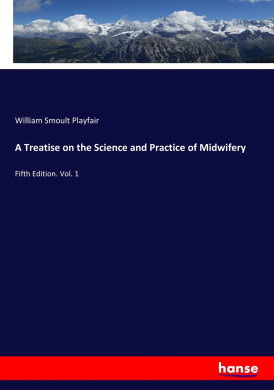 William Smoult Playfair
A Treatise on the Science and Practice of Midwifery
Fifth Edition. Vol. 1
hanse